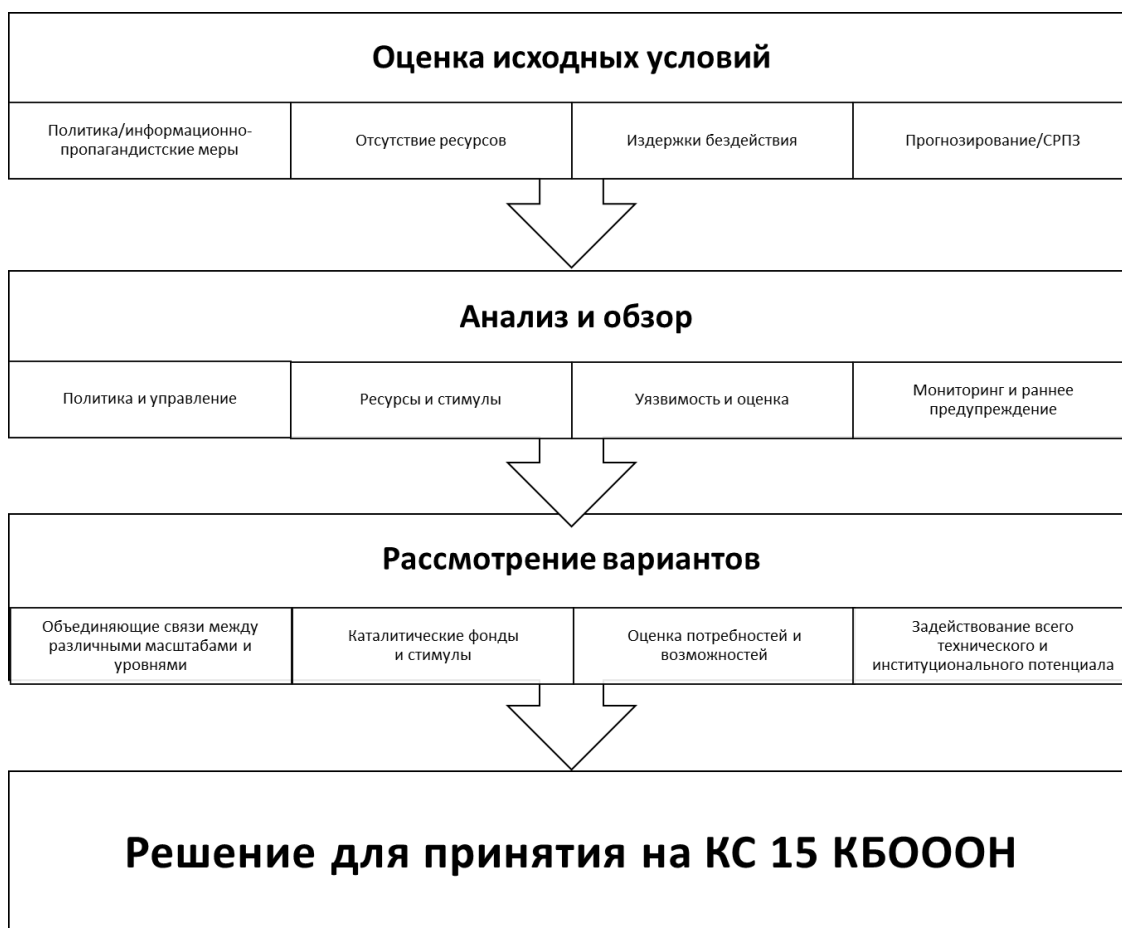 Оценка исходных условий
Политика/информационно-
пропагандистские меры
Отсутствие ресурсов
Издержки бездействия
Прогнозирование/СРПЗ
Анализ и обзор
Политика и управление
Ресурсы и стимулы
Уязвимость и оценка
Мониторинг и раннее
предупреждение
Рассмотрение вариантов
Объединяющие связи между
различными масштабами и
уровнями
Каталитические фонды
и стимулы
Оценка потребностей и
возможностей
Задействование всего
технического и
институционального потенциала
Решение для принятия на КС 15 КБОООН